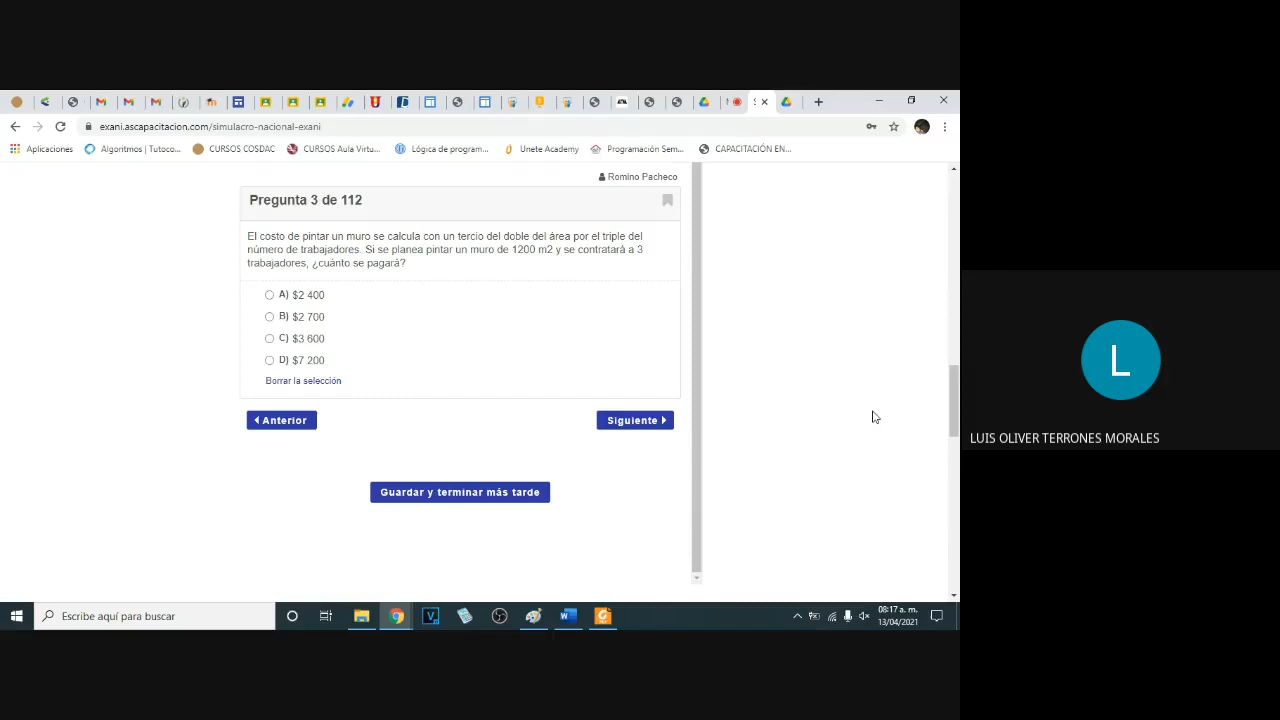 exani.ascapacitacion.com/simulacro-nacional-exani
Aplicaciones
Algoritmos | Tutoco...
CURSOS COSDAC
CURSOS Aula Virtu...
Lógica de program...
Unete Academy
Programación Sem...
CAPACITACIÓN EN...
Romino Pacheco
Pregunta 3 de 112
El costo de pintar un muro se calcula con un tercio del doble del área por el triple del
número de trabajadores. Si se planea pintar un muro de 1200 m2 y se contratará a 3
trabajadores, ¿cuánto se pagará?
A) $2 400
B) $2 700
C) $3 600
D) $7 200
Borrar la selección
Anterior
Siguiente
Guardar y terminar más tarde
L
LUIS OLIVER TERRONES MORALES
Escribe aquí para buscar
08:17 a. m.
13/04/2021